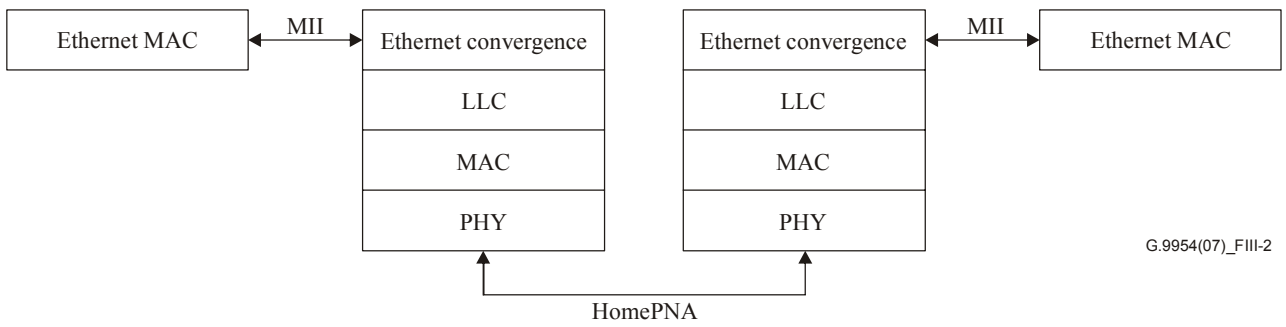 Ethernet MAC
MII
Ethernet convergence
LLC
MAC
PHY
Ethernet convergence
LLC
MAC
PHY
MII
Ethernet MAC
HomePNA
G.9954(07)_FIII-2